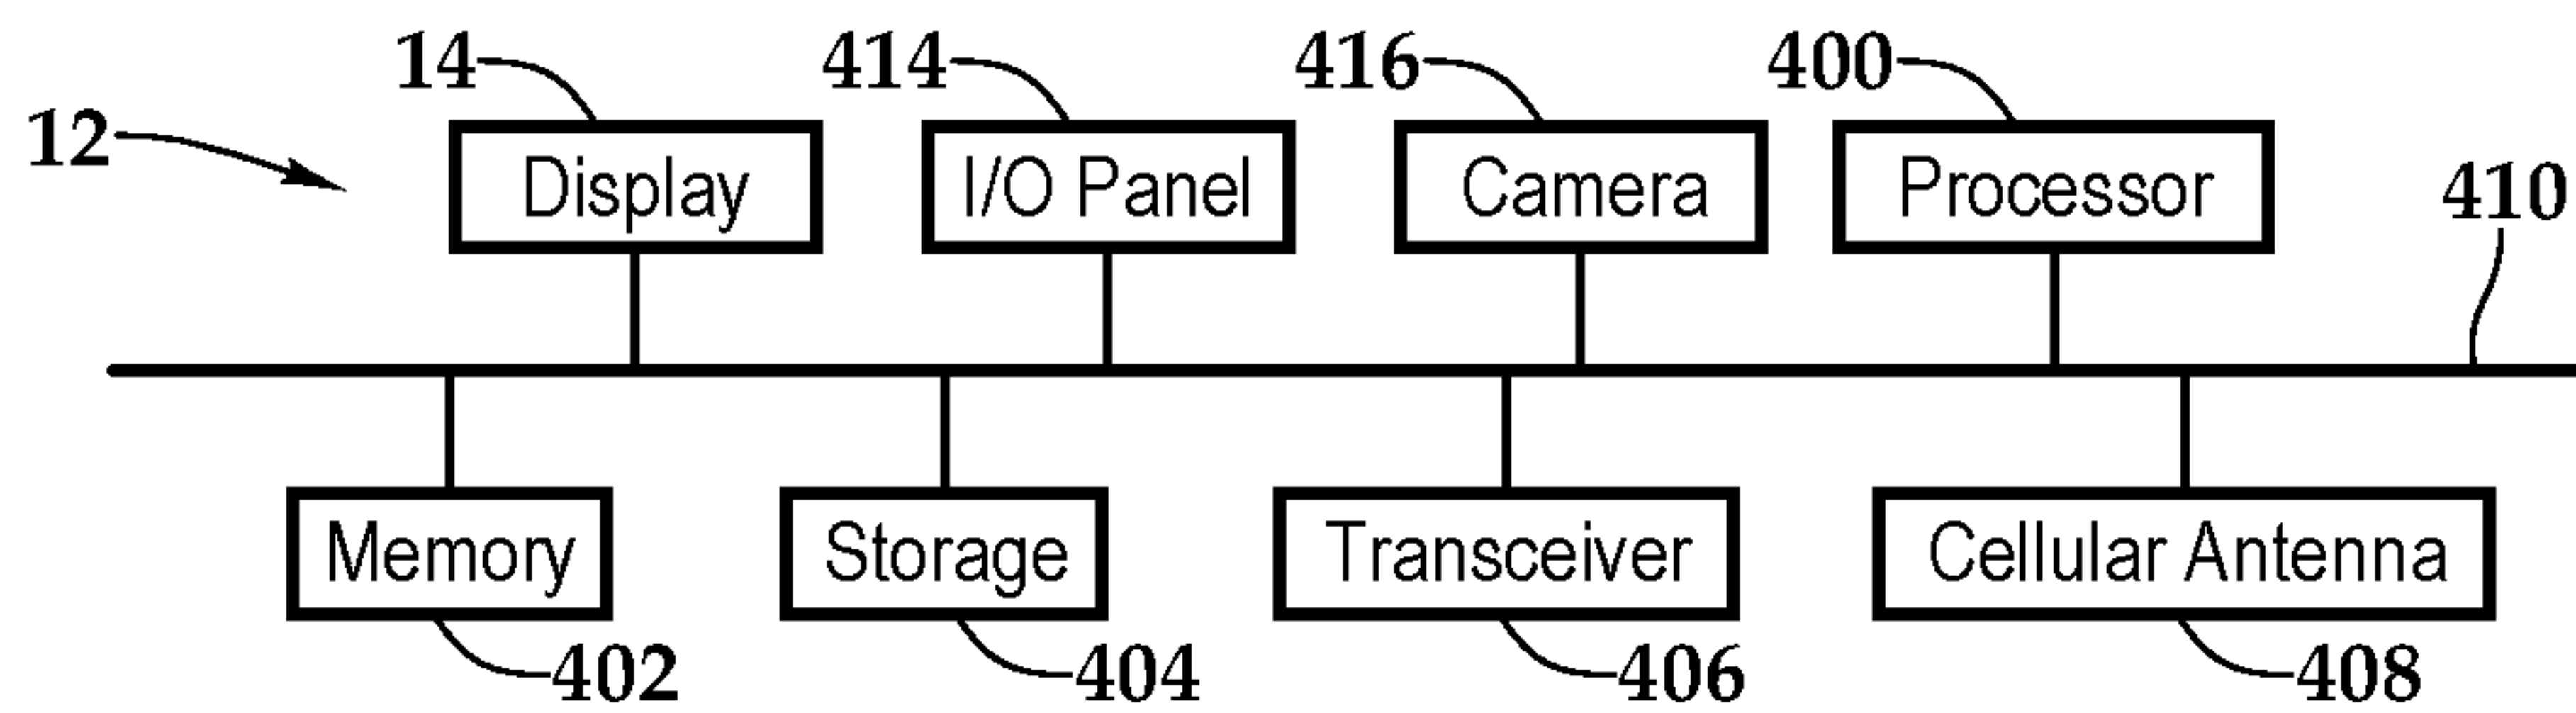 14 414 416 400
12
Display I/O Panel Camera Processor
410
Memory Storage Transceiver Cellular Antenna
402 404 406 408